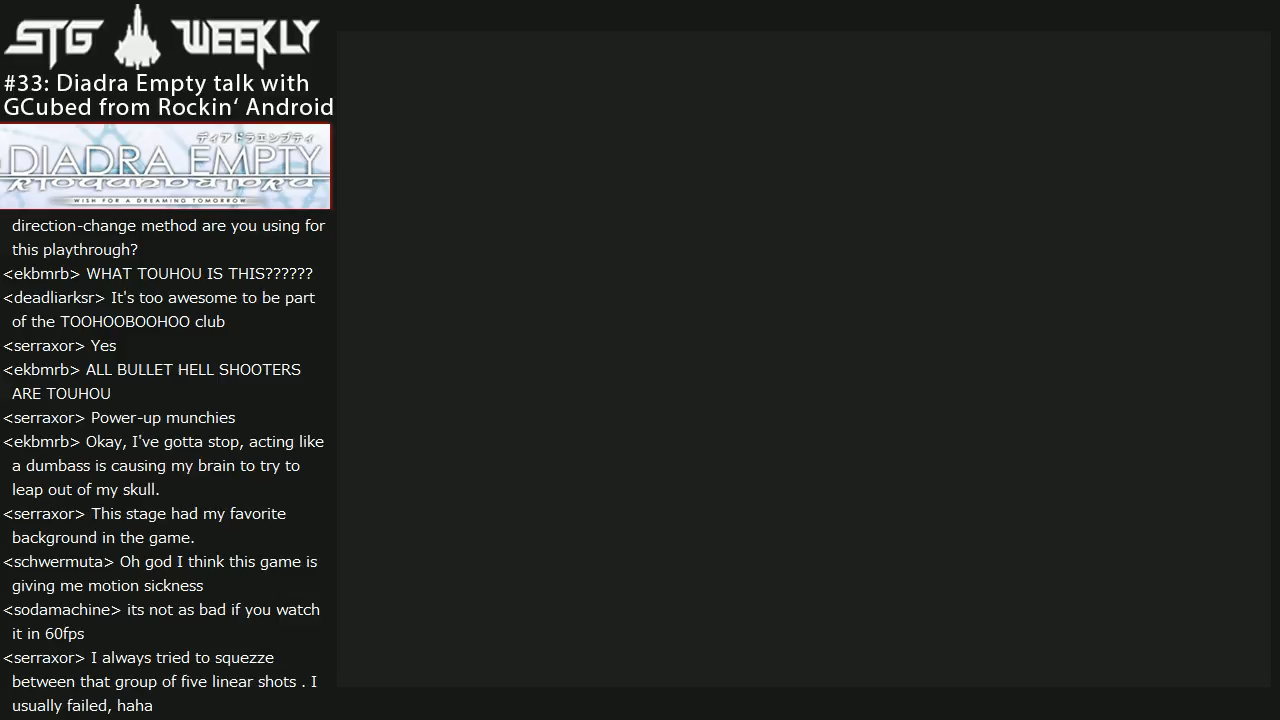 STG WEEKLY
#33: Diadra Empty talk with
GCubed from Rockin‘ Android
ディアドラエンプティ
DIADRA EMPTY
WISH FOR A DREAMING TOMORROW
direction-change method are you using for
this playthrough?
<ekbmrb> WHAT TOUHOU IS THIS??????
<deadliarksr> It's too awesome to be part
of the TOOHOOBOOHOO club
<serraxor> Yes
<ekbmrb> ALL BULLET HELL SHOOTERS
ARE TOUHOU
<serraxor> Power-up munchies
<ekbmrb> Okay, I've gotta stop, acting like
a dumbass is causing my brain to try to
leap out of my skull.
<serraxor> This stage had my favorite
background in the game.
<schwermuta> Oh god I think this game is
giving me motion sickness
<sodamachine> its not as bad if you watch
it in 60fps
<serraxor> I always tried to squezze
between that group of five linear shots . I
usually failed, haha